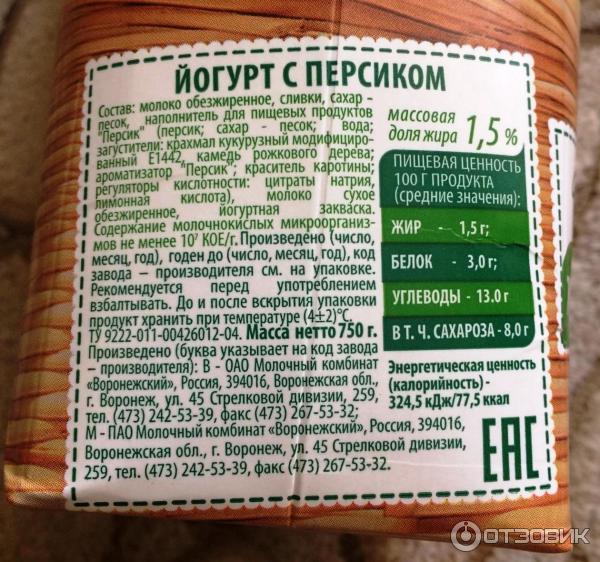 ЙОГУРТ С ПЕРСИКОМ
Состав: молоко обезжиренное, сливки, сахар -
песок, наполнитель для пищевых продуктов
"Персик" (персик; сахар - песок; вода;
загустители: крахмал кукурузный модифициро-
ванный Е1442, камедь рожкового дерева;
ароматизатор "Персик"; краситель каротины;
регуляторы кислотности: цитраты натрия,
лимонная кислота), молоко сухое
обезжиренное, йогуртная закваска.
Содержание молочнокислых микроорганиз-
мов не менее 10⁷ КОЕ/г. Произведено (число,
месяц, год), годен до (число, месяц, год), код
завода – производителя см. на упаковке.
Рекомендуется перед употреблением
взбалтывать. До и после вскрытия упаковки
продукт хранить при температуре (4±2)°С.
ТУ 9222-011-00426012-04. Масса нетто 750 г.
Произведено (буква указывает на код завода
– производителя): В - ОАО Молочный комбинат
«Воронежский», Россия, 394016, Воронежская обл.,
г. Воронеж, ул. 45 Стрелковой дивизии, 259,
тел. (473) 242-53-39, факс (473) 267-53-32;
М - ПАО Молочный комбинат «Воронежский», Россия, 394016,
Воронежская обл., г. Воронеж, ул. 45 Стрелковой дивизии,
259, тел. (473) 242-53-39, факс (473) 267-53-32.
массовая
доля жира 1,5 %
ПИЩЕВАЯ ЦЕННОСТЬ
100 Г ПРОДУКТА
(средние значения):
ЖИР - 1,5 г;
БЕЛОК - 3,0 г;
УГЛЕВОДЫ - 13.0 г
В Т. Ч. САХАРОЗА - 8,0 г
Энергетическая ценность
(калорийность) -
324,5 кДж/77,5 ккал
ЕАС
ОТЗОВИК